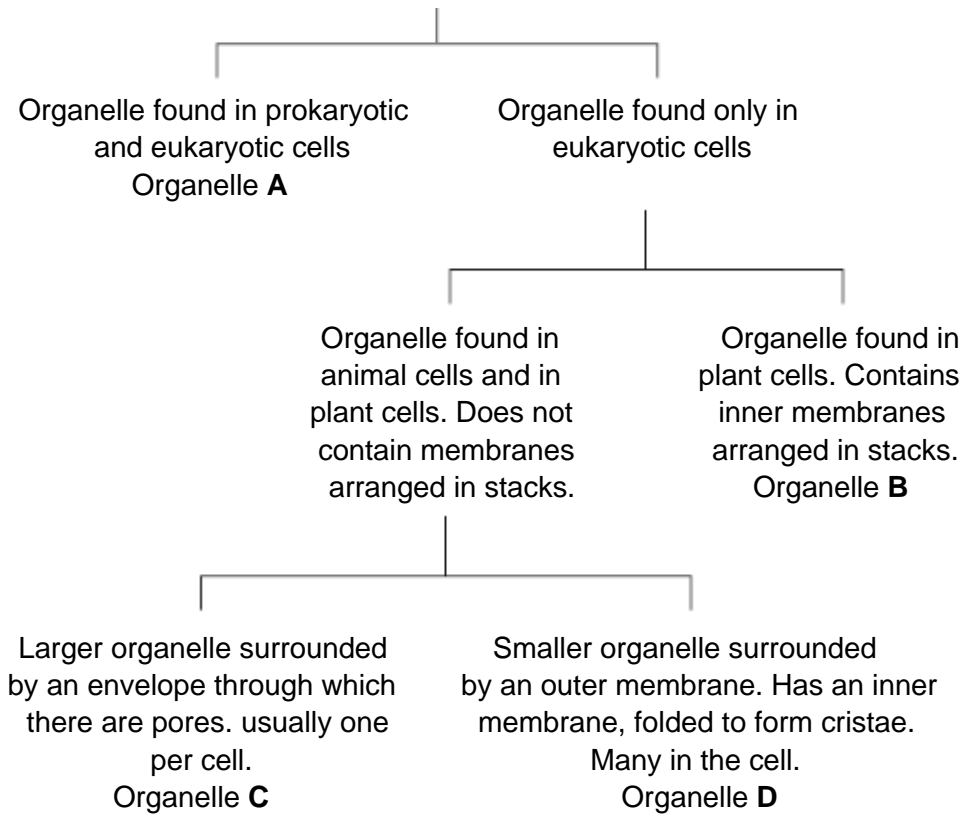 Organelle found in prokaryotic
and eukaryotic cells
Organelle A
Organelle found only in
eukaryotic cells
Organelle found in
animal cells and in
plant cells. Does not
contain membranes
arranged in stacks.
Organelle found in
plant cells. Contains
inner membranes
arranged in stacks.
Organelle B
Larger organelle surrounded
by an envelope through which
there are pores. usually one
per cell.
Organelle C
Smaller organelle surrounded
by an outer membrane. Has an inner
membrane, folded to form cristae.
Many in the cell.
Organelle D